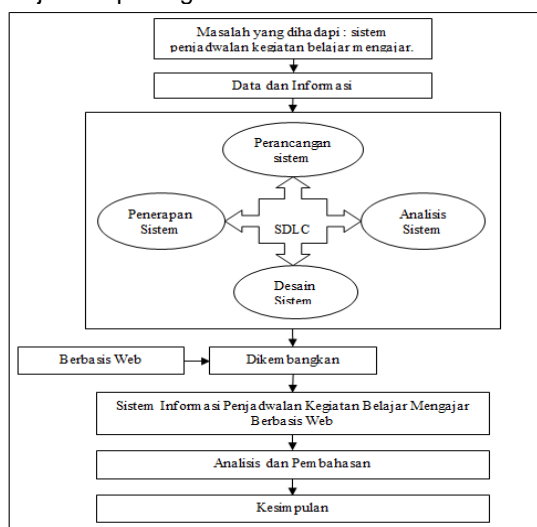 Masalah yang dihadapi : sistem
penjadwalan kegiatan belajar mengajar.
Data dan Informasi
Perancangan
sistem
Penerapan
Sistem
SDLC
Analisis
Sistem
Desain
Sistem
Berbasis Web
Dikembangkan
Sistem Informasi Penjadwalan Kegiatan Belajar Mengajar
Berbasis Web
Analisis dan Pembahasan
Kesimpulan